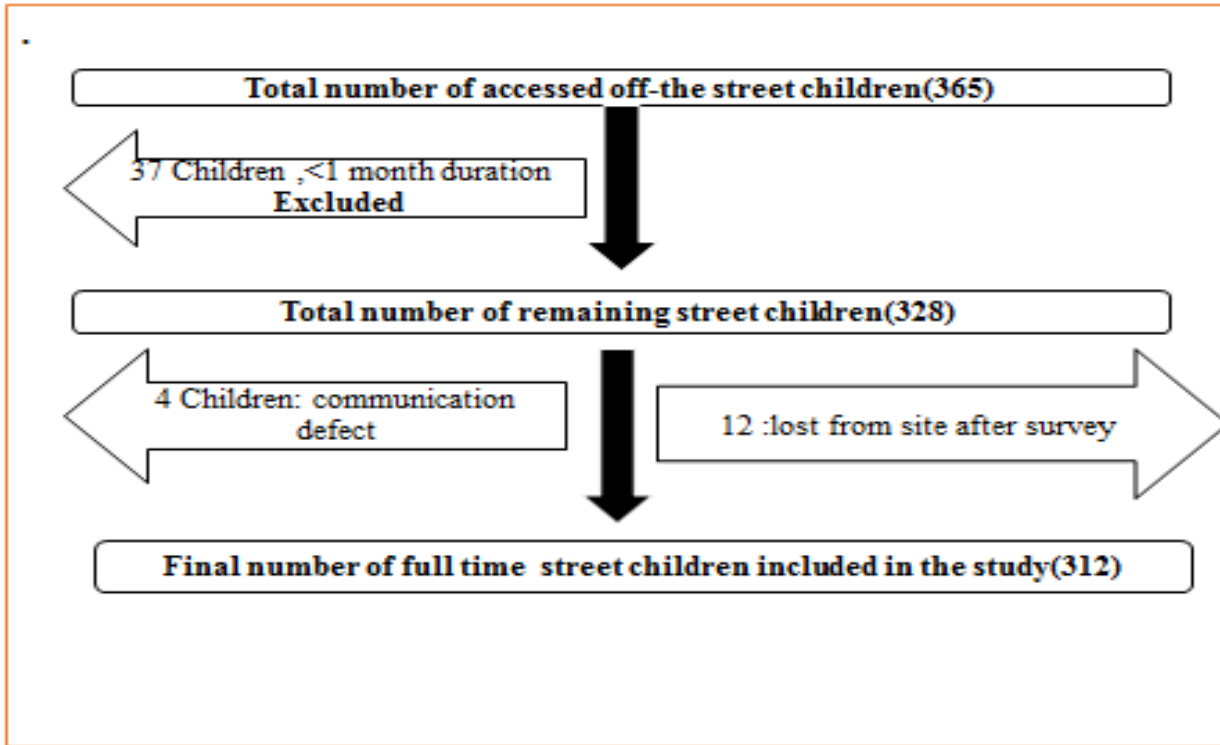 Total number of accessed off-the street children(365)
37 Children ,<1 month duration
Excluded
Total number of remaining street children(328)
4 Children: communication
defect
12 :lost from site after survey
Final number of full time street children included in the study(312)